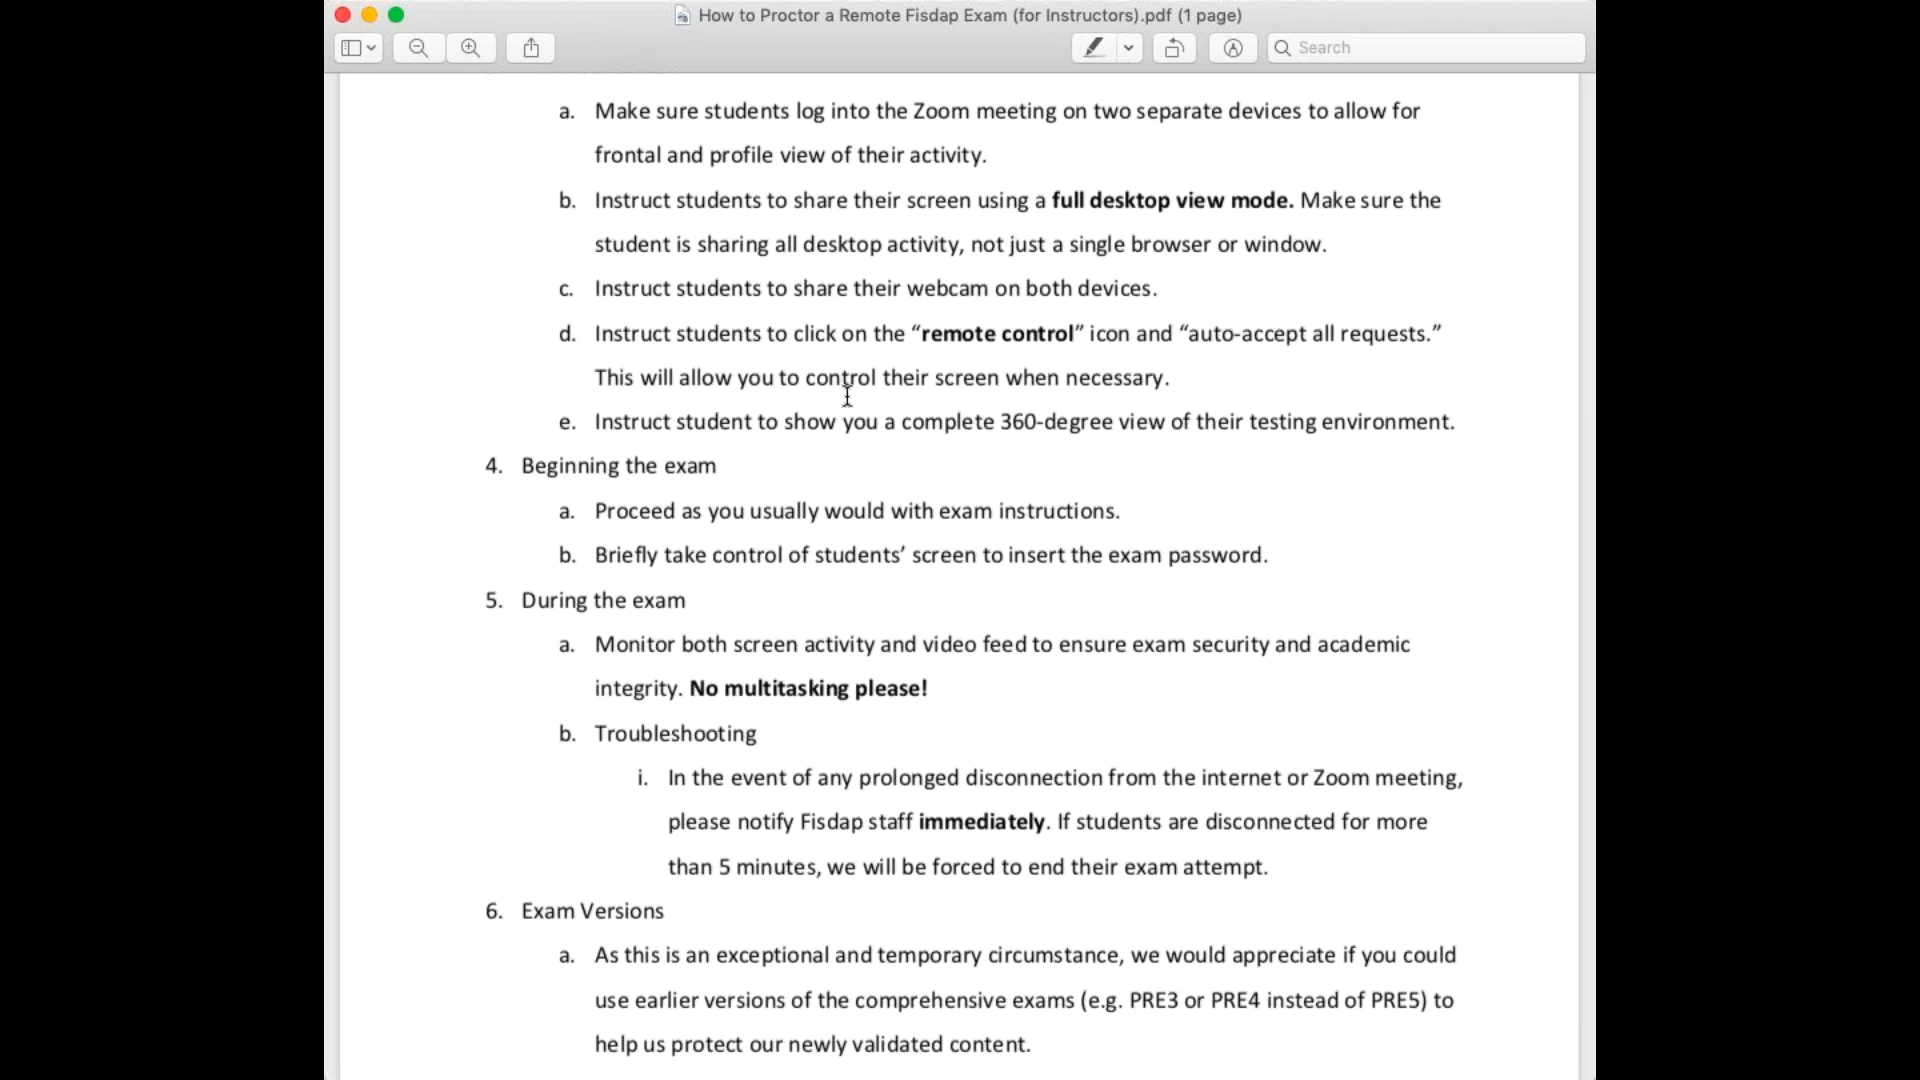 How to Proctor a Remote Fisdap Exam (for Instructors).pdf (1 page)
Search
a. Make sure students log into the Zoom meeting on two separate devices to allow for
frontal and profile view of their activity.
b. Instruct students to share their screen using a full desktop view mode. Make sure the
student is sharing all desktop activity, not just a single browser or window.
c. Instruct students to share their webcam on both devices.
d. Instruct students to click on the “remote control” icon and “auto-accept all requests.”
This will allow you to control their screen when necessary.
e. Instruct student to show you a complete 360-degree view of their testing environment.
4. Beginning the exam
a. Proceed as you usually would with exam instructions.
b. Briefly take control of students’ screen to insert the exam password.
5. During the exam
a. Monitor both screen activity and video feed to ensure exam security and academic
integrity. No multitasking please!
b. Troubleshooting
i. In the event of any prolonged disconnection from the internet or Zoom meeting,
please notify Fisdap staff immediately. If students are disconnected for more
than 5 minutes, we will be forced to end their exam attempt.
6. Exam Versions
a. As this is an exceptional and temporary circumstance, we would appreciate if you could
use earlier versions of the comprehensive exams (e.g. PRE3 or PRE4 instead of PRE5) to
help us protect our newly validated content.